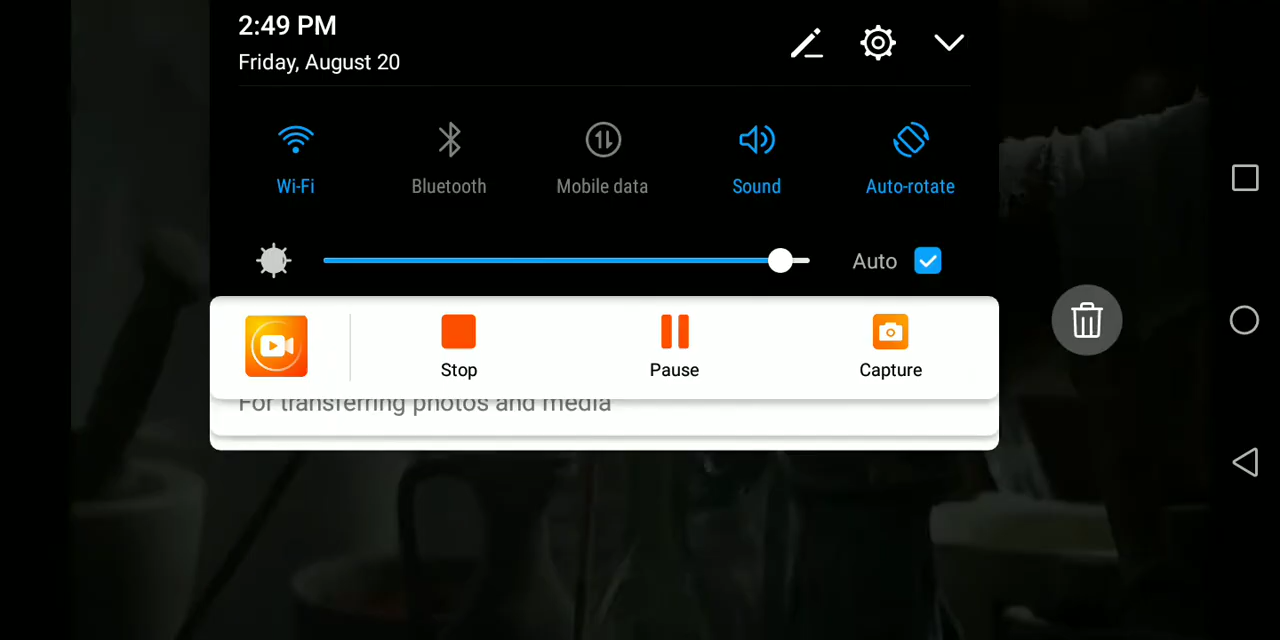 2:49 PM
Friday, August 20
Wi-Fi
Bluetooth
Mobile data
Sound
Auto-rotate
Auto
Stop
Pause
Capture
For transferring photos and media